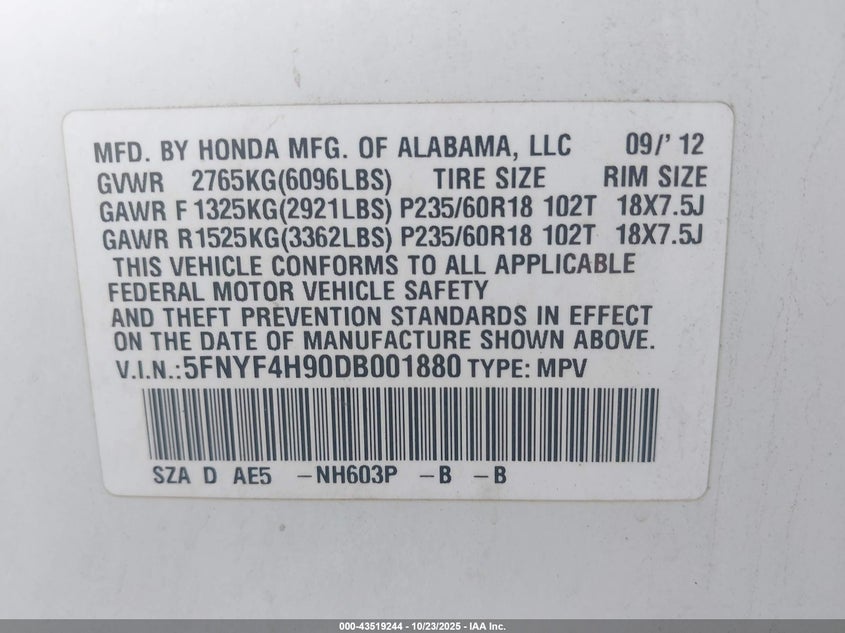 MFD. BY HONDA MFG. OF ALABAMA, LLC 09/' 12
GVWR 2765KG(6096LBS) TIRE SIZE RIM SIZE
GAWR F 1325KG(2921LBS) P235/60R18 102T 18X7.5J
GAWR R1525KG(3362LBS) P235/60R18 102T 18X7.5J
THIS VEHICLE CONFORMS TO ALL APPLICABLE
FEDERAL MOTOR VEHICLE SAFETY
AND THEFT PREVENTION STANDARDS IN EFFECT
ON THE DATE OF MANUFACTURE SHOWN ABOVE.
V.I.N.:5FNYF4H90DB001880 TYPE: MPV
SZA D AE5 -NH603P -B -B
000-43519244 - 10/23/2025 - IAA Inc.